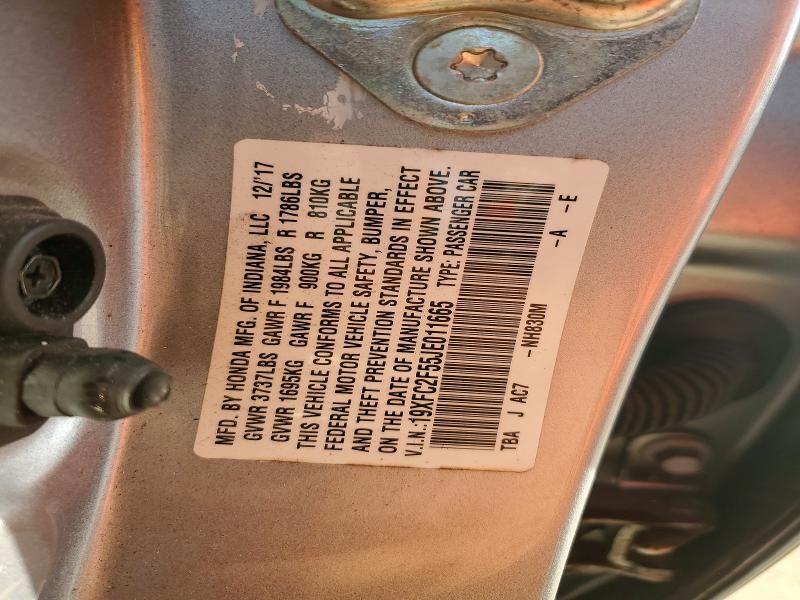 MFD. BY HONDA MFG. OF INDIANA, LLC 12/'17
GVWR 3737LBS GAWR F 1984LBS R 1786LBS
GVWR 1695KG GAWR F 900KG R 810KG
THIS VEHICLE CONFORMS TO ALL APPLICABLE
FEDERAL MOTOR VEHICLE SAFETY, BUMPER,
AND THEFT PREVENTION STANDARDS IN EFFECT
ON THE DATE OF MANUFACTURE SHOWN ABOVE.
V.I.N.:19XFC2F55JE011665 TYPE: PASSENGER CAR
TBA J AC7 -NH830M -A -E